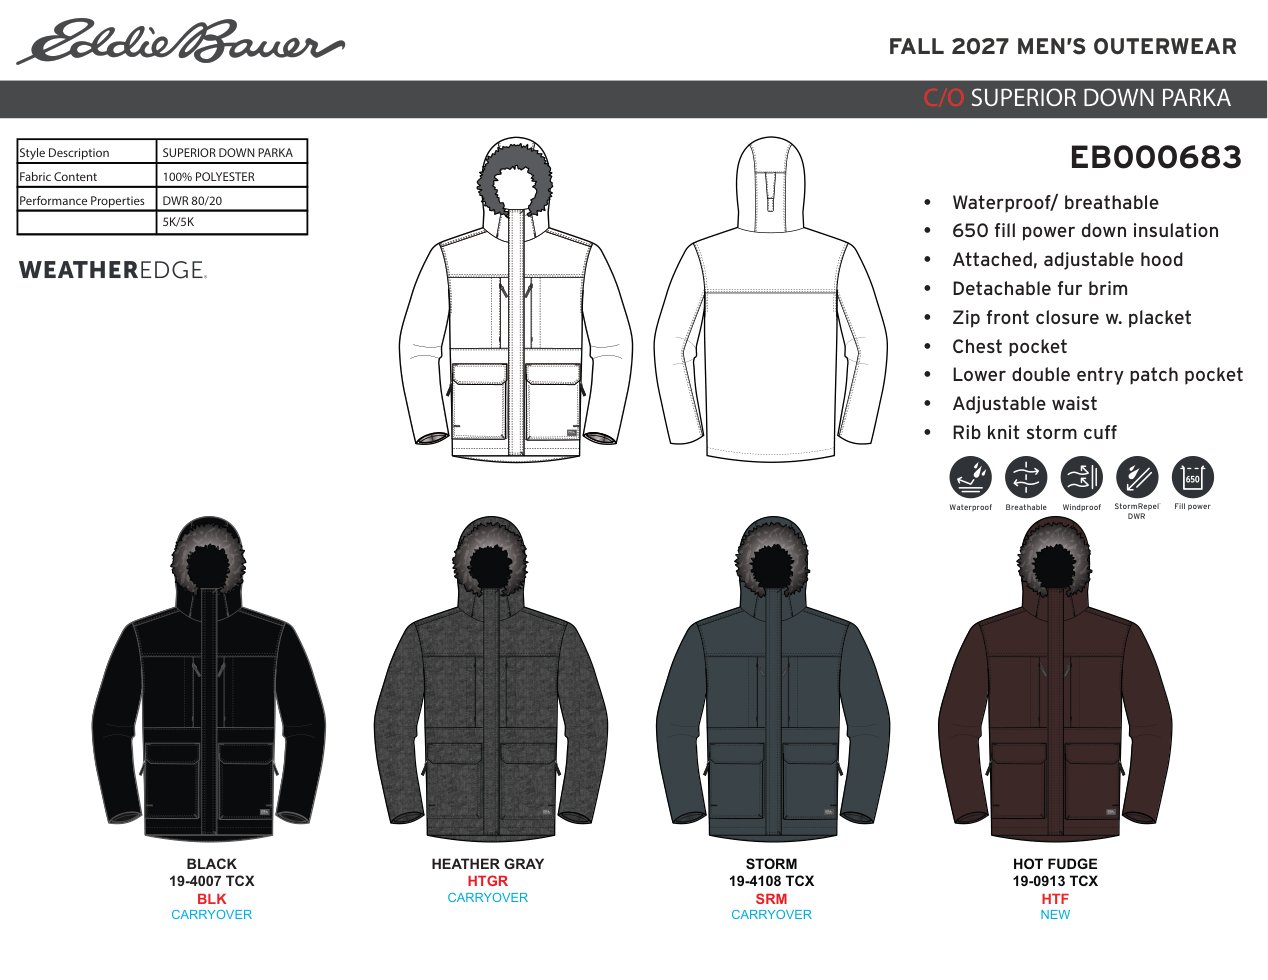 Eddie Bauer
FALL 2027 MEN'S OUTERWEAR
C/O SUPERIOR DOWN PARKA
Style Description SUPERIOR DOWN PARKA
Fabric Content 100% POLYESTER
Performance Properties DWR 80/20
5K/5K
WEATHEREDGE
EB000683
• Waterproof/ breathable
• 650 fill power down insulation
• Attached, adjustable hood
• Detachable fur brim
• Zip front closure w. placket
• Chest pocket
• Lower double entry patch pocket
• Adjustable waist
• Rib knit storm cuff
650
Waterproof Breathable Windproof StormRepel Fill power
DWR
BLACK
19-4007 TCX
BLK
CARRYOVER
HEATHER GRAY
HTGR
CARRYOVER
STORM
19-4108 TCX
SRM
CARRYOVER
HOT FUDGE
19-0913 TCX
HTF
NEW